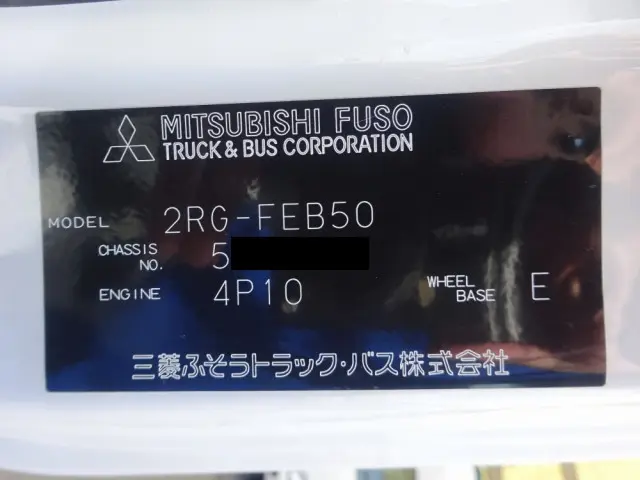 MITSUBISHI FUSO
TRUCK & BUS CORPORATION
MODEL 2RG-FEB50
CHASSIS NO. 5
ENGINE 4P10 WHEEL BASE E
三菱ふそうトラック・バス株式会社